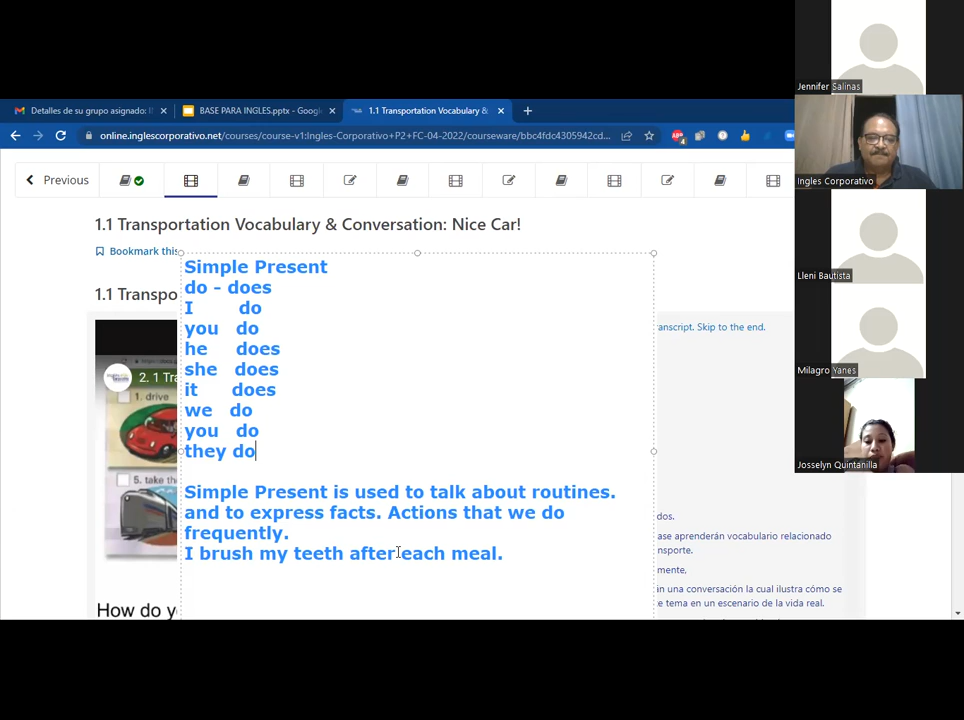 Detalles de su grupo asignado: I
BASE PARA INGLES.pptx - Google
1.1 Transportation Vocabulary &
online.inglescorporativo.net/courses/course-v1:Ingles-Corporativo+P2+FC-04-2022/courseware/bbc4fdc4305942cd...
Previous
1.1 Transportation Vocabulary & Conversation: Nice Car!
Bookmark this
1.1 Transpo
anscript. Skip to the end.
2. 1 Tra
1. drive
5. take the
How do y
Simple Present
do - does
I do
you do
he does
she does
it does
we do
you do
they do
Simple Present is used to talk about routines.
and to express facts. Actions that we do
frequently.
I brush my teeth after each meal.
dos.
ase aprenderán vocabulario relacionado
nsporte.
mente,
in una conversación la cual ilustra cómo se
e tema en un escenario de la vida real.
Jennifer Salinas
Ingles Corporativo
Lleni Bautista
Milagro Yanes
Josselyn Quintanilla